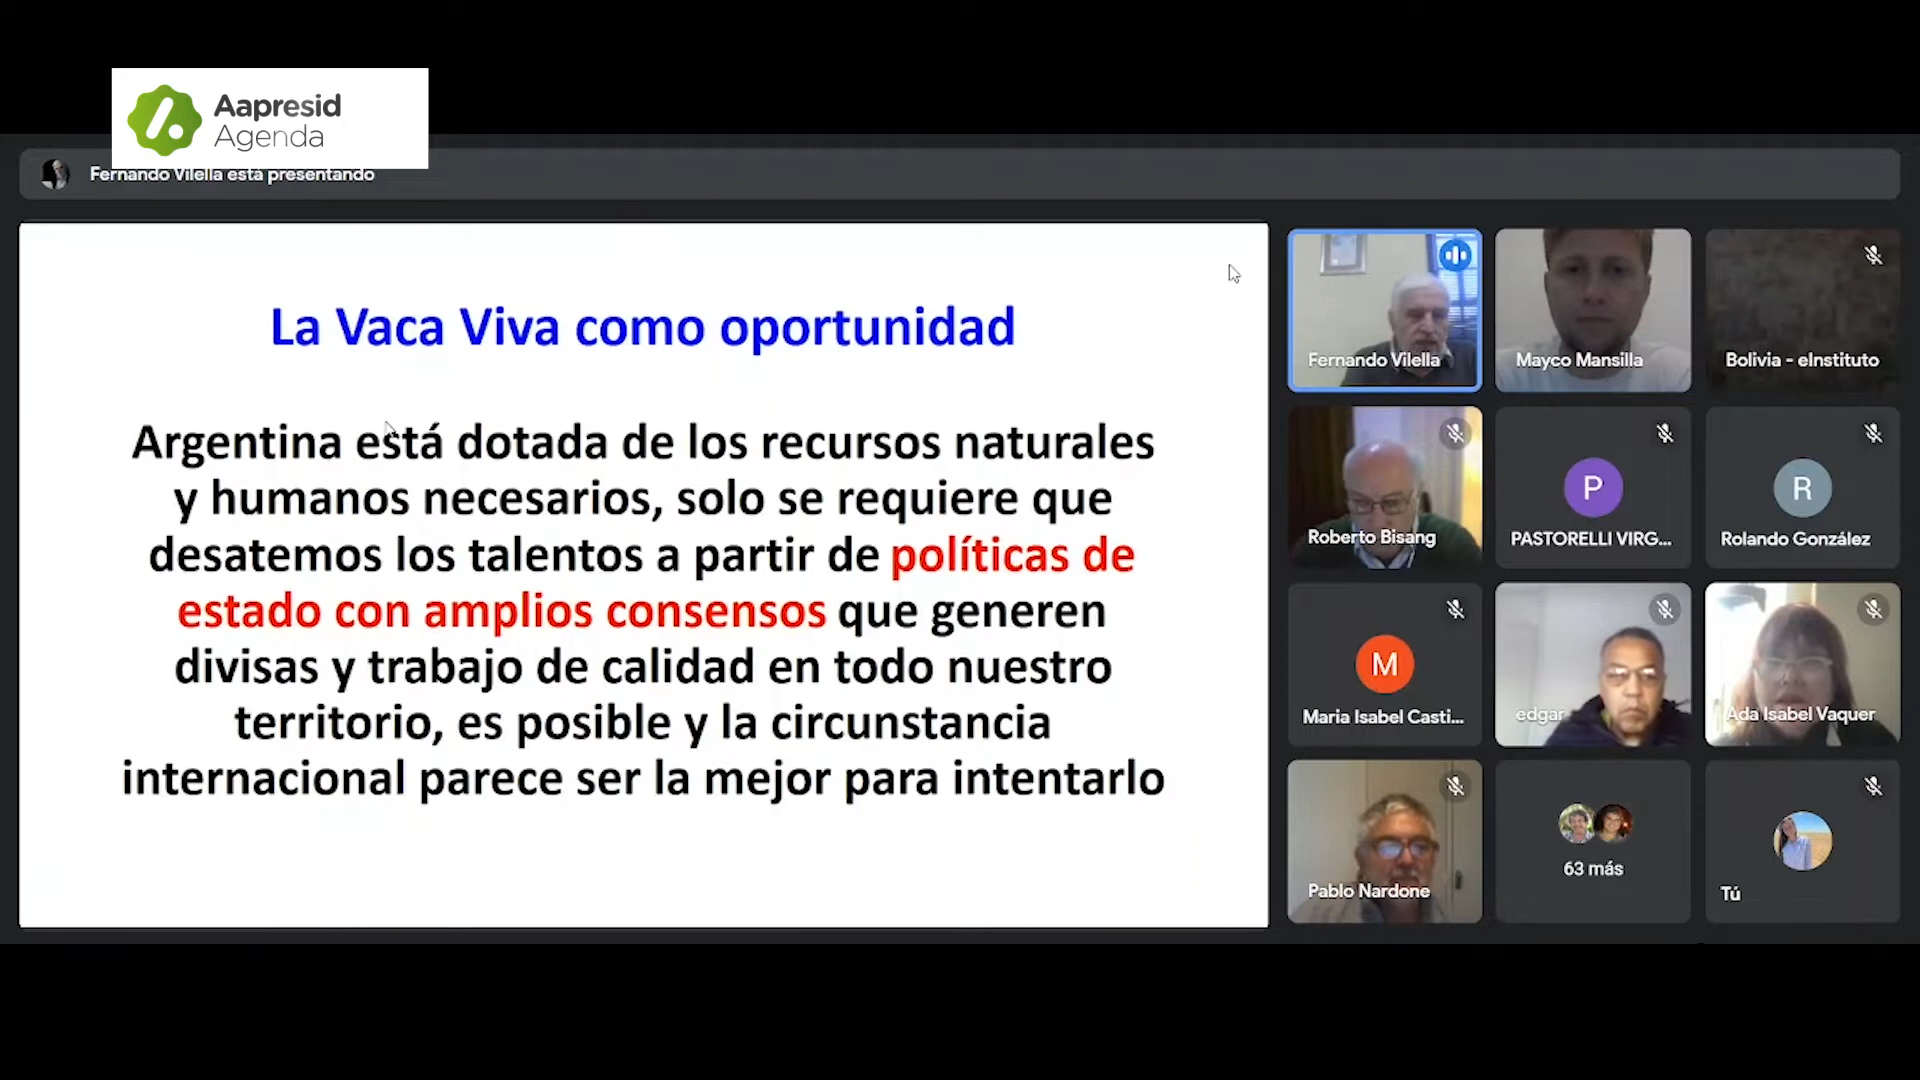 Aapresid
Agenda
Fernando Vilella está presentando
La Vaca Viva como oportunidad
Argentina está dotada de los recursos naturales
y humanos necesarios, solo se requiere que
desatemos los talentos a partir de políticas de
estado con amplios consensos que generen
divisas y trabajo de calidad en todo nuestro
territorio, es posible y la circunstancia
internacional parece ser la mejor para intentarlo
Fernando Vilella
Mayco Mansilla
Bolivia - eInstituto
Roberto Bisang
P
PASTORELLI VIRG...
R
Rolando González
M
Maria Isabel Casti...
edgar
Ada Isabel Vaquer
Pablo Nardone
63 más
Tú